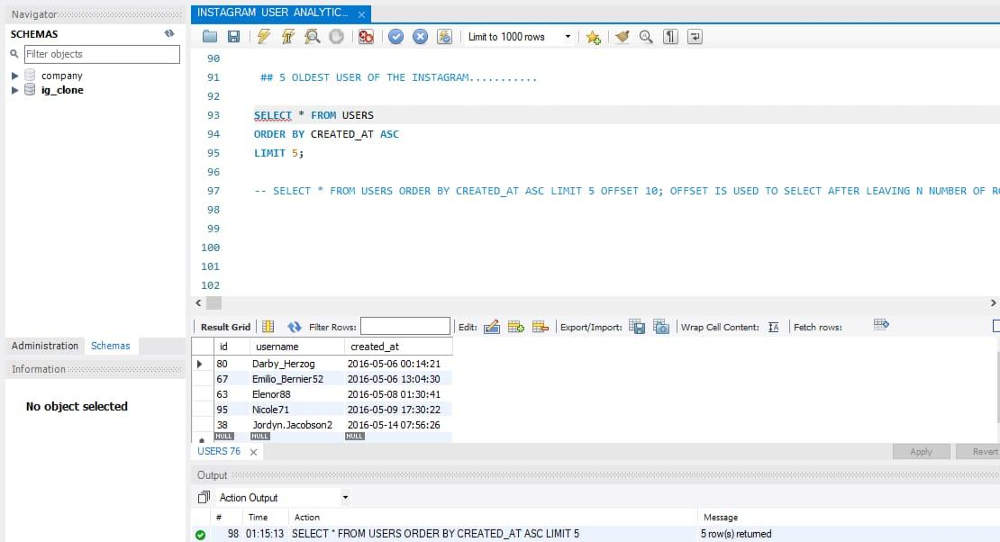 Navigator
SCHEMAS
Filter objects
company
ig_clone
Administration Schemas
Information
No object selected
INSTAGRAM USER ANALYTIC...
Limit to 1000 rows
90
91 ## 5 OLDEST USER OF THE INSTAGRAM...........
92
93 SELECT * FROM USERS
94 ORDER BY CREATED_AT ASC
95 LIMIT 5;
96
97 -- SELECT * FROM USERS ORDER BY CREATED_AT ASC LIMIT 5 OFFSET 10; OFFSET IS USED TO SELECT AFTER LEAVING N NUMBER OF RO
98
99
100
101
102
Result Grid Filter Rows: Edit: Export/Import: Wrap Cell Content: IA Fetch rows:
id username created_at
80 Darby_Herzog 2016-05-06 00:14:21
67 Emilio_Bernier52 2016-05-06 13:04:30
63 Elenor88 2016-05-08 01:30:41
95 Nicole71 2016-05-09 17:30:22
38 Jordyn.Jacobson2 2016-05-14 07:56:26
NULL NULL NULL
USERS 76 Apply Revert
Output
Action Output
# Time Action Message
98 01:15:13 SELECT * FROM USERS ORDER BY CREATED_AT ASC LIMIT 5 5 row(s) returned